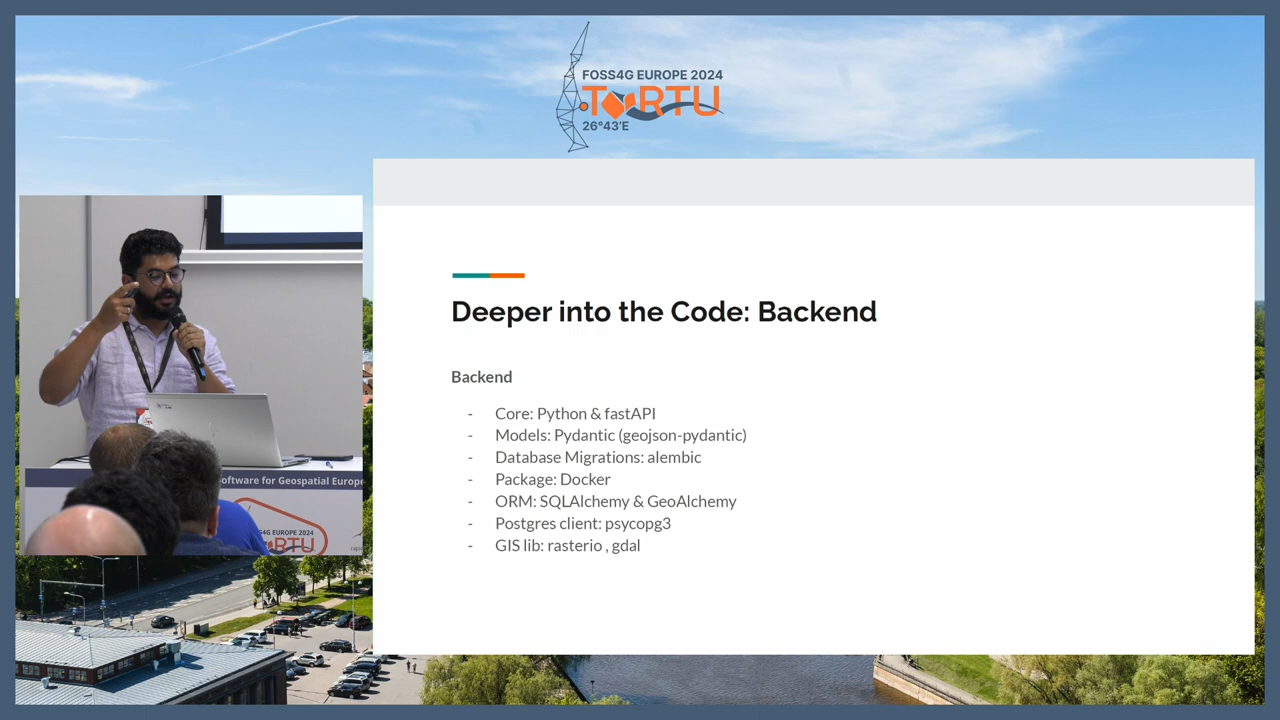 FOSS4G EUROPE 2024
TARTU
26°43'E
Deeper into the Code: Backend
Backend
- Core: Python & fastAPI
- Models: Pydantic (geojson-pydantic)
- Database Migrations: alembic
- Package: Docker
- ORM: SQLAlchemy & GeoAlchemy
- Postgres client: psycopg3
- GIS lib: rasterio , gdal
oftware for Geospatial Europe
4G EUROPE 2024
RTU